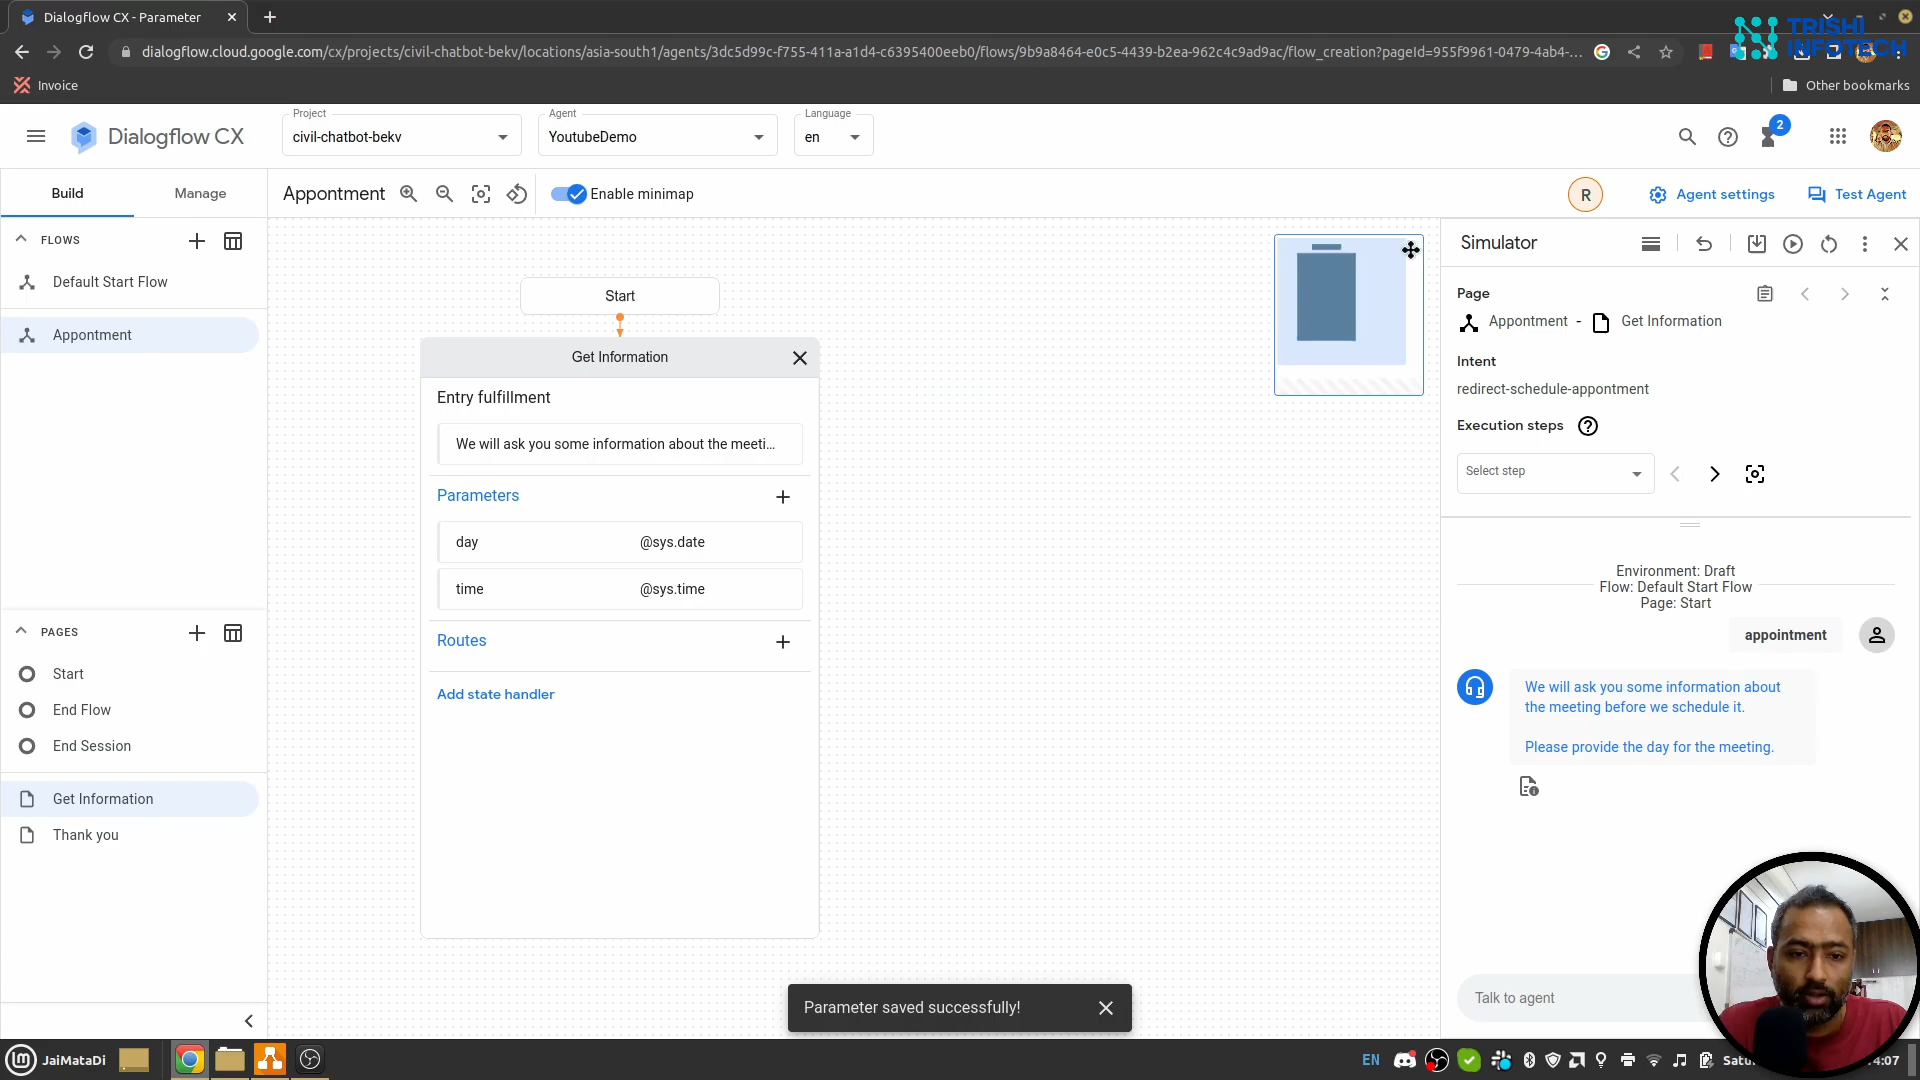 Dialogflow CX - Parameter
TRISHI
INFOTECH
dialogflow.cloud.google.com/cx/projects/civil-chatbot-bekv/locations/asia-south1/agents/3dc5d99c-f755-411a-a1d4-c6395400eeb0/flows/9b9a8464-e0c5-4439-b2ea-962c4c9ad9ac/flow_creation?pageId=955f9961-0479-4ab4-...
Invoice
Other bookmarks
Dialogflow CX
Project
civil-chatbot-bekv
Agent
YoutubeDemo
Language
en
2
Build
Manage
Appontment
Enable minimap
R
Agent settings
Test Agent
FLOWS
Default Start Flow
Appontment
PAGES
Start
End Flow
End Session
Get Information
Thank you
Start
Get Information
Entry fulfillment
We will ask you some information about the meeti...
Parameters
day @sys.date
time @sys.time
Routes
Add state handler
Simulator
Page
Appontment - Get Information
Intent
redirect-schedule-appontment
Execution steps
Select step
Environment: Draft
Flow: Default Start Flow
Page: Start
appointment
We will ask you some information about
the meeting before we schedule it.
Please provide the day for the meeting.
Talk to agent
Parameter saved successfully!
JaiMataDi
EN